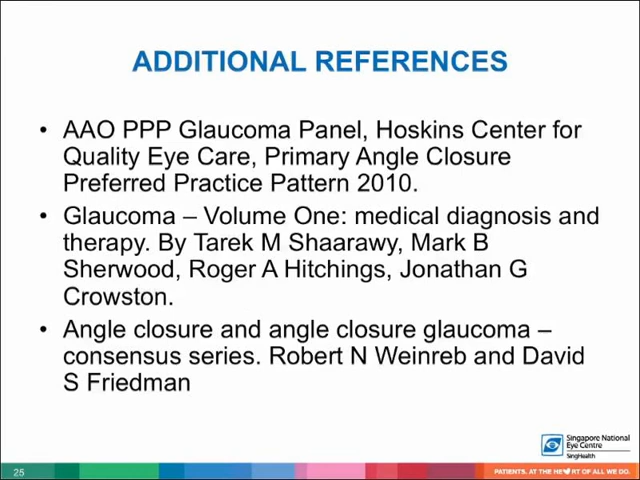 ADDITIONAL REFERENCES
• AAO PPP Glaucoma Panel, Hoskins Center for
Quality Eye Care, Primary Angle Closure
Preferred Practice Pattern 2010.
• Glaucoma – Volume One: medical diagnosis and
therapy. By Tarek M Shaarawy, Mark B
Sherwood, Roger A Hitchings, Jonathan G
Crowston.
• Angle closure and angle closure glaucoma –
consensus series. Robert N Weinreb and David
S Friedman
Singapore National
Eye Centre
SingHealth
25
PATIENTS. AT THE HE♥RT OF ALL WE DO.